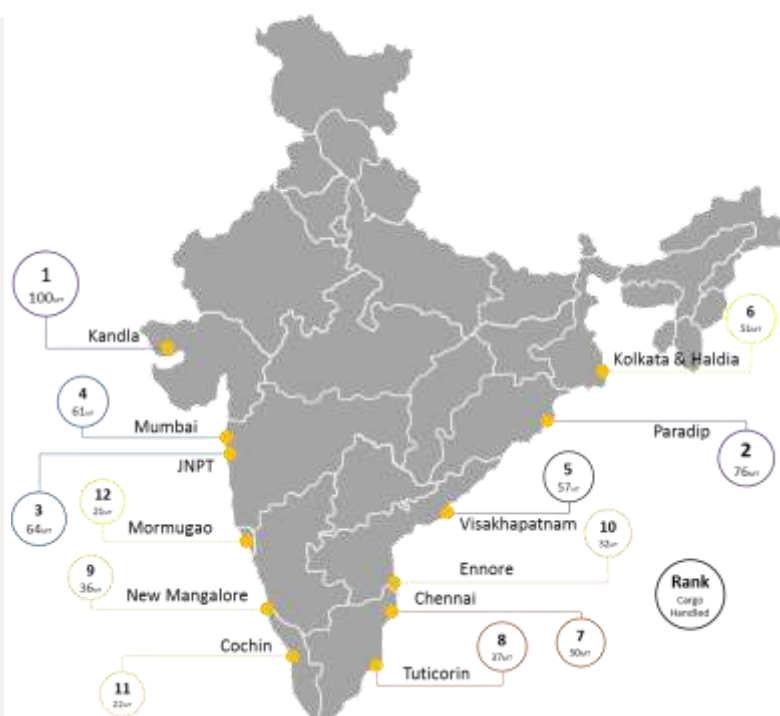 1
100MT
Kandla
6
51MT
Kolkata & Haldia
4
61MT
Mumbai
Paradip
2
76MT
JNPT
5
57MT
3
64MT
12
21MT
Mormugao
Visakhapatnam
10
32MT
Ennore
9
36MT
New Mangalore
Chennai
Rank
Cargo
Handled
Cochin
8
37MT
7
50MT
Tuticorin
11
22MT